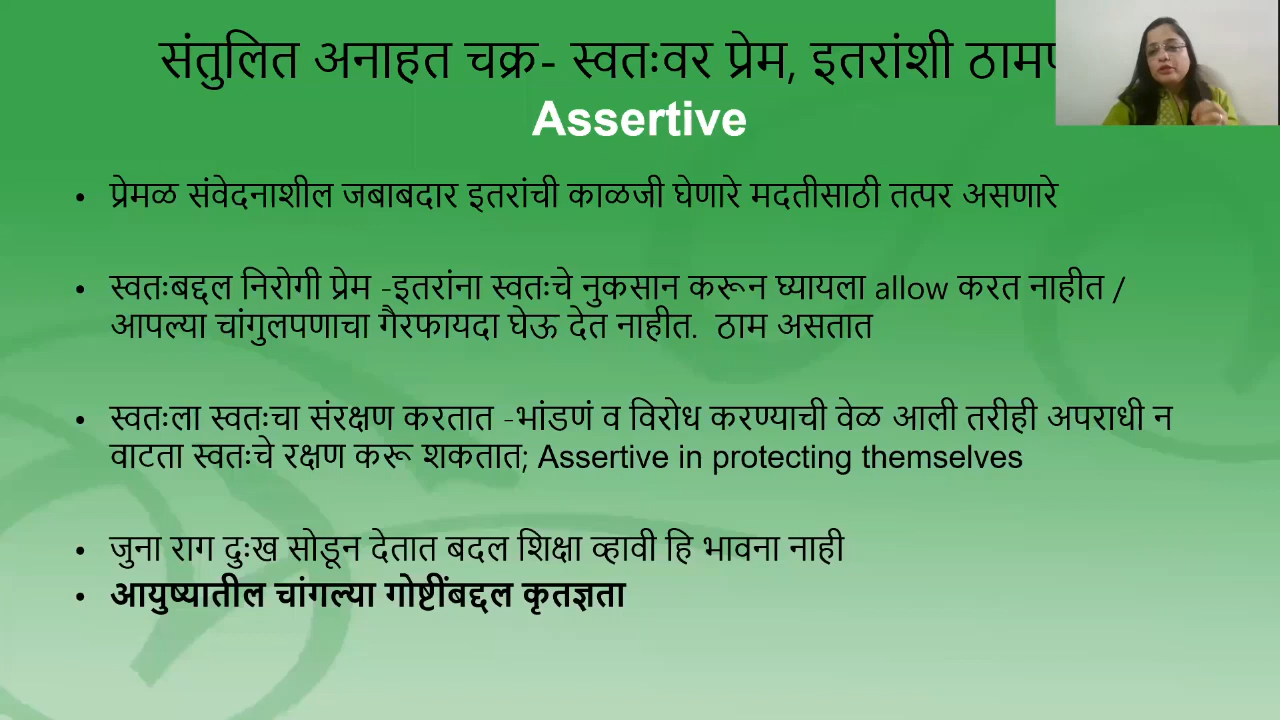 संतुलित अनाहत चक्र- स्वतःवर प्रेम, इतरांशी
Assertive
• प्रेमळ संवेदनाशील जबाबदार इतरांची काळजी घेणारे मदतीसाठी तत्पर असणारे
• स्वतःबद्दल निरोगी प्रेम -इतरांना स्वतःचे नुकसान करून घ्यायला allow करत नाहीत /
आपल्या चांगुलपणाचा गैरफायदा घेऊ देत नाहीत. ठाम असतात
• स्वतःला स्वतःचा संरक्षण करतात -भांडणं व विरोध करण्याची वेळ आली तरीही अपराधी न
वाटता स्वतःचे रक्षण करू शकतात; Assertive in protecting themselves
• जुना राग दुःख सोडून देतात बदल शिक्षा व्हावी हि भावना नाही
• आयुष्यातील चांगल्या गोष्टींबद्दल कृतज्ञता